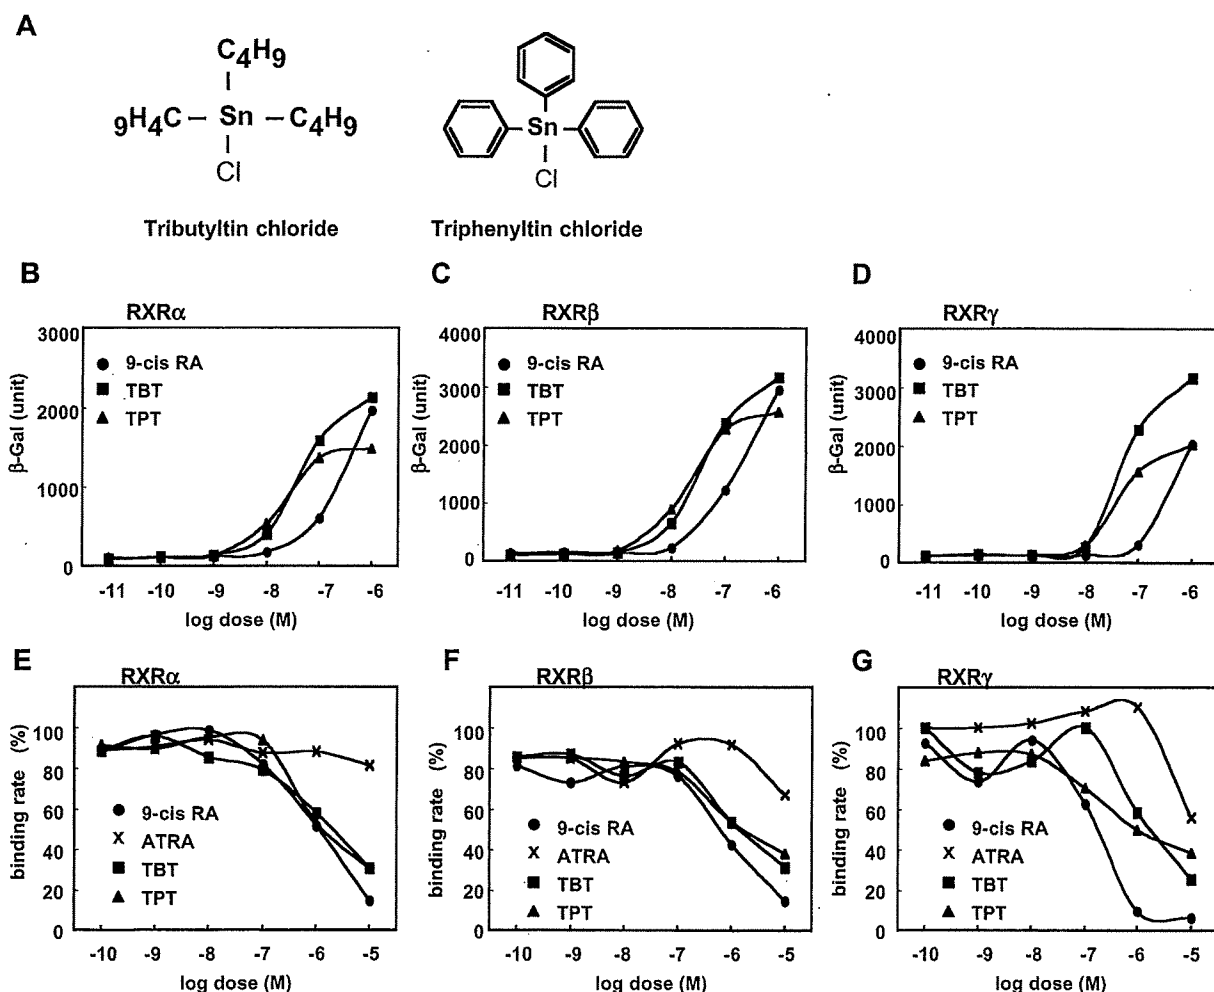 A
C4H9
9H4C – Sn – C4H9
Cl
Tributyltin chloride
Sn
Cl
Triphenyltin chloride
B
RXRα
3000
2000
1000
0
β-Gal (unit)
9-cis RA
TBT
TPT
-11 -10 -9 -8 -7 -6
log dose (M)
C
RXRβ
4000
3000
2000
1000
0
β-Gal (unit)
9-cis RA
TBT
TPT
-11 -10 -9 -8 -7 -6
log dose (M)
D
RXRγ
4000
3000
2000
1000
0
β-Gal (unit)
9-cis RA
TBT
TPT
-11 -10 -9 -8 -7 -6
log dose (M)
E
RXRα
100
80
60
40
20
0
binding rate (%)
9-cis RA
ATRA
TBT
TPT
-10 -9 -8 -7 -6 -5
log dose (M)
F
RXRβ
100
80
60
40
20
0
binding rate (%)
9-cis RA
ATRA
TBT
TPT
-10 -9 -8 -7 -6 -5
log dose (M)
G
RXRγ
100
80
60
40
20
0
binding rate (%)
9-cis RA
ATRA
TBT
TPT
-10 -9 -8 -7 -6 -5
log dose (M)